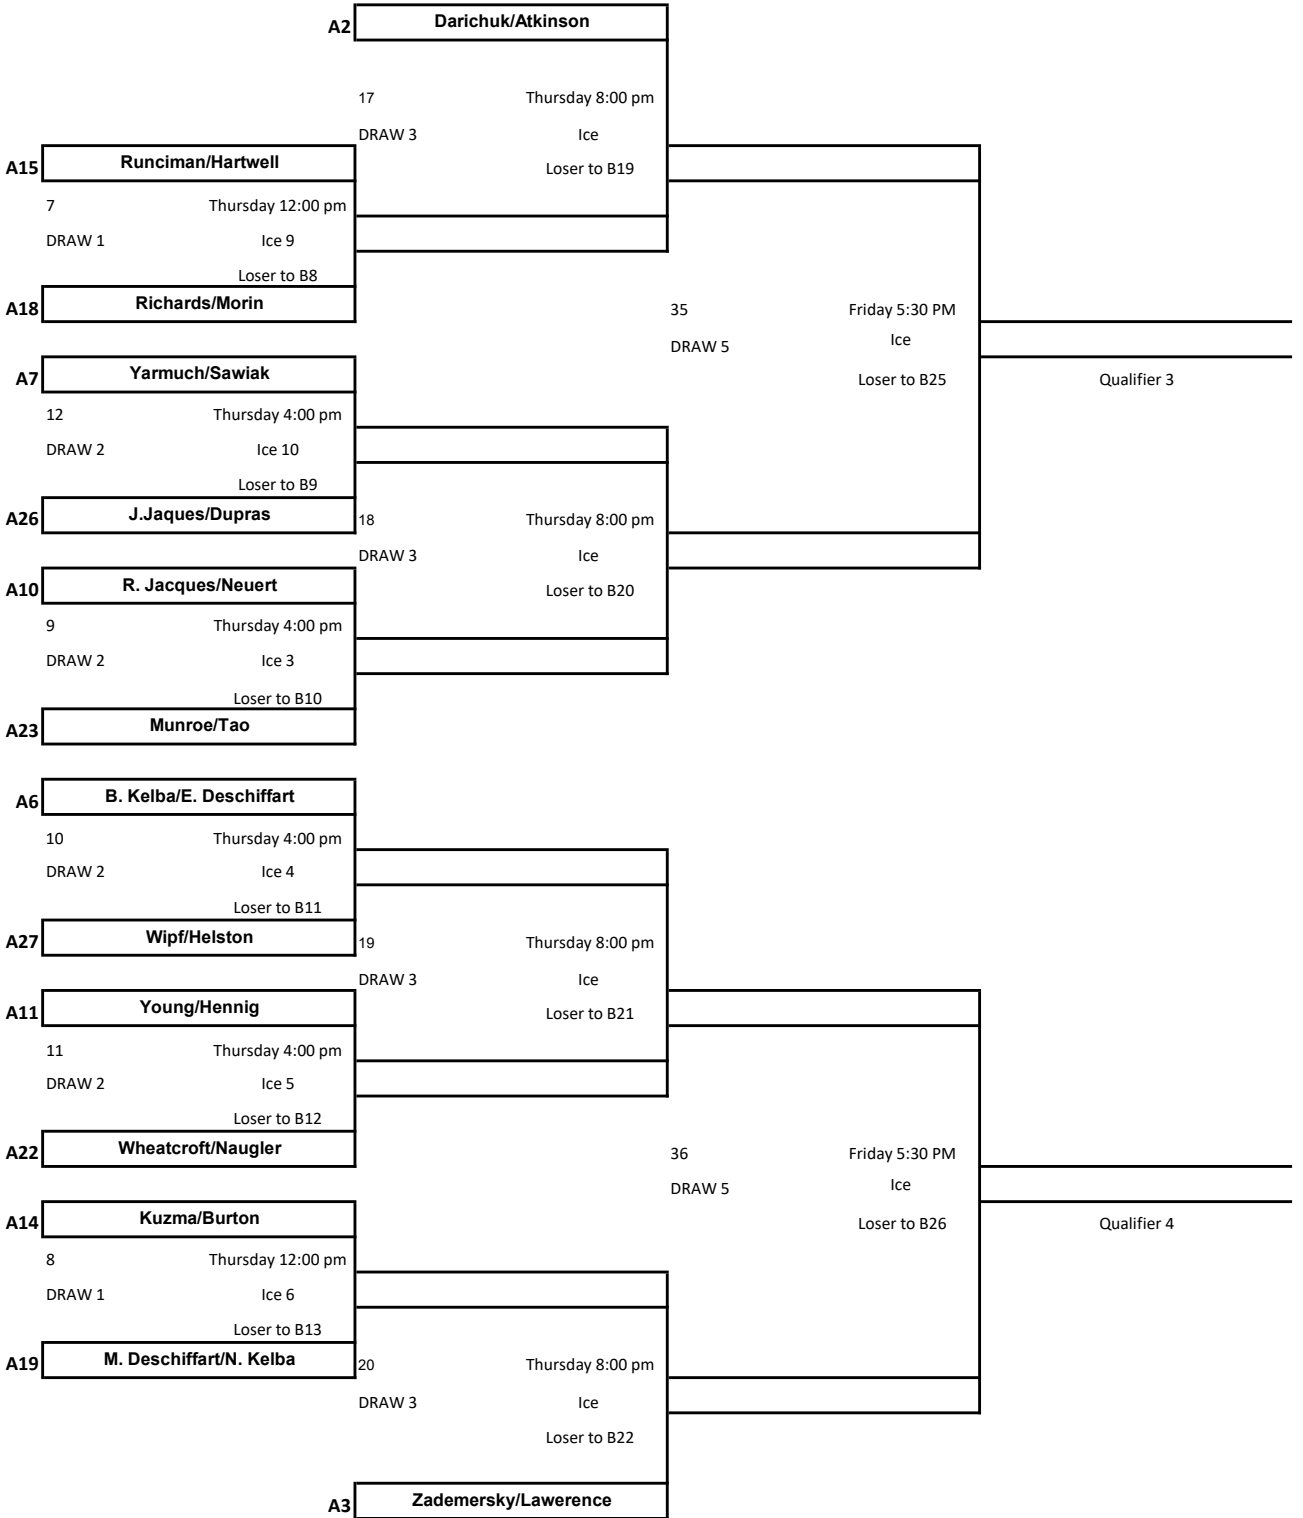 A2 Darichuk/Atkinson
17 Thursday 8:00 pm
DRAW 3 Ice
Loser to B19
A15 Runciman/Hartwell
7 Thursday 12:00 pm
DRAW 1 Ice 9
Loser to B8
A18 Richards/Morin
35 Friday 5:30 PM
DRAW 5 Ice
Loser to B25
Qualifier 3
A7 Yarmuch/Sawiak
12 Thursday 4:00 pm
DRAW 2 Ice 10
Loser to B9
A26 J.Jaques/Dupras
18 Thursday 8:00 pm
DRAW 3 Ice
Loser to B20
A10 R. Jacques/Neuert
9 Thursday 4:00 pm
DRAW 2 Ice 3
Loser to B10
A23 Munroe/Tao
A6 B. Kelba/E. Deschiffart
10 Thursday 4:00 pm
DRAW 2 Ice 4
Loser to B11
A27 Wipf/Helston
19 Thursday 8:00 pm
DRAW 3 Ice
Loser to B21
A11 Young/Hennig
11 Thursday 4:00 pm
DRAW 2 Ice 5
Loser to B12
A22 Wheatcroft/Naugler
36 Friday 5:30 PM
DRAW 5 Ice
Loser to B26
Qualifier 4
A14 Kuzma/Burton
8 Thursday 12:00 pm
DRAW 1 Ice 6
Loser to B13
A19 M. Deschiffart/N. Kelba
20 Thursday 8:00 pm
DRAW 3 Ice
Loser to B22
A3 Zademersky/Lawerence